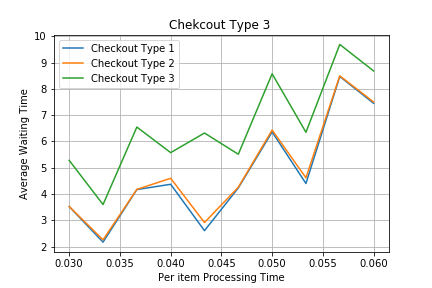 Chekcout Type 3
Checkout Type 1
Checkout Type 2
Checkout Type 3
Average Waiting Time
10
9
8
7
6
5
4
3
2
0.030 0.035 0.040 0.045 0.050 0.055 0.060
Per item Processing Time